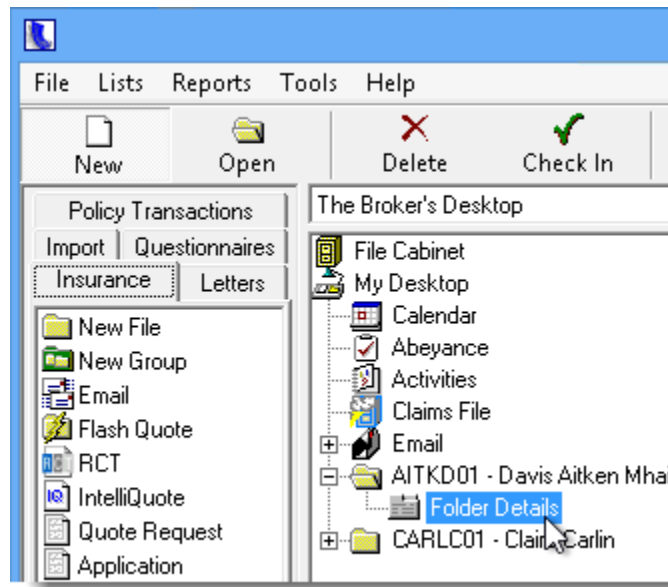 File Lists Reports Tools Help
New Open Delete Check In
Policy Transactions
Import Questionnaires
Insurance Letters
New File
New Group
Email
Flash Quote
RCT
IntelliQuote
Quote Request
Application
The Broker's Desktop
File Cabinet
My Desktop
Calendar
Abeyance
Activities
Claims File
Email
AITKD01 - Davis Aitken Mhai
Folder Details
CARLC01 - Carlin